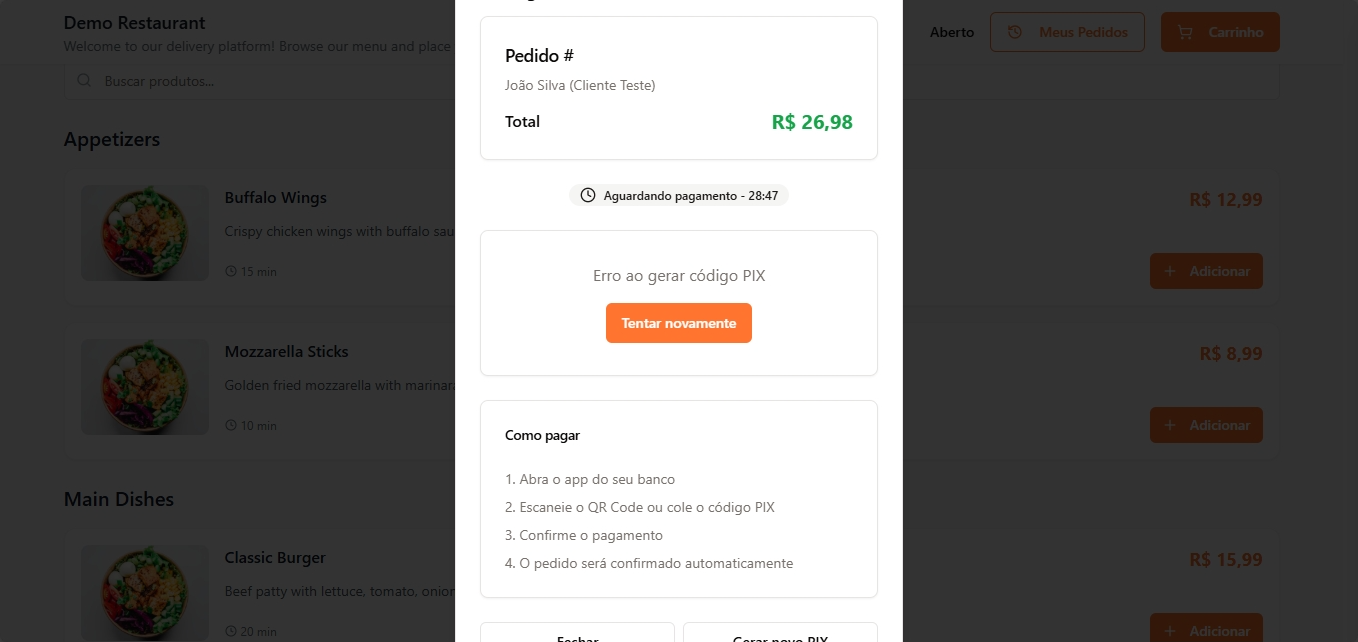 Demo Restaurant
Welcome to our delivery platform! Browse our menu and place
Aberto
Meus Pedidos
Carrinho
Buscar produtos...
Pedido #
João Silva (Cliente Teste)
Total
R$ 26,98
Aguardando pagamento - 28:47
Erro ao gerar código PIX
Tentar novamente
Como pagar
1. Abra o app do seu banco
2. Escaneie o QR Code ou cole o código PIX
3. Confirme o pagamento
4. O pedido será confirmado automaticamente
Fechar
Gerar novo PIX
Appetizers
Buffalo Wings
R$ 12,99
Crispy chicken wings with buffalo sau
15 min
Adicionar
Mozzarella Sticks
R$ 8,99
Golden fried mozzarella with marinar
10 min
Adicionar
Main Dishes
Classic Burger
R$ 15,99
Beef patty with lettuce, tomato, onion
20 min
Adicionar